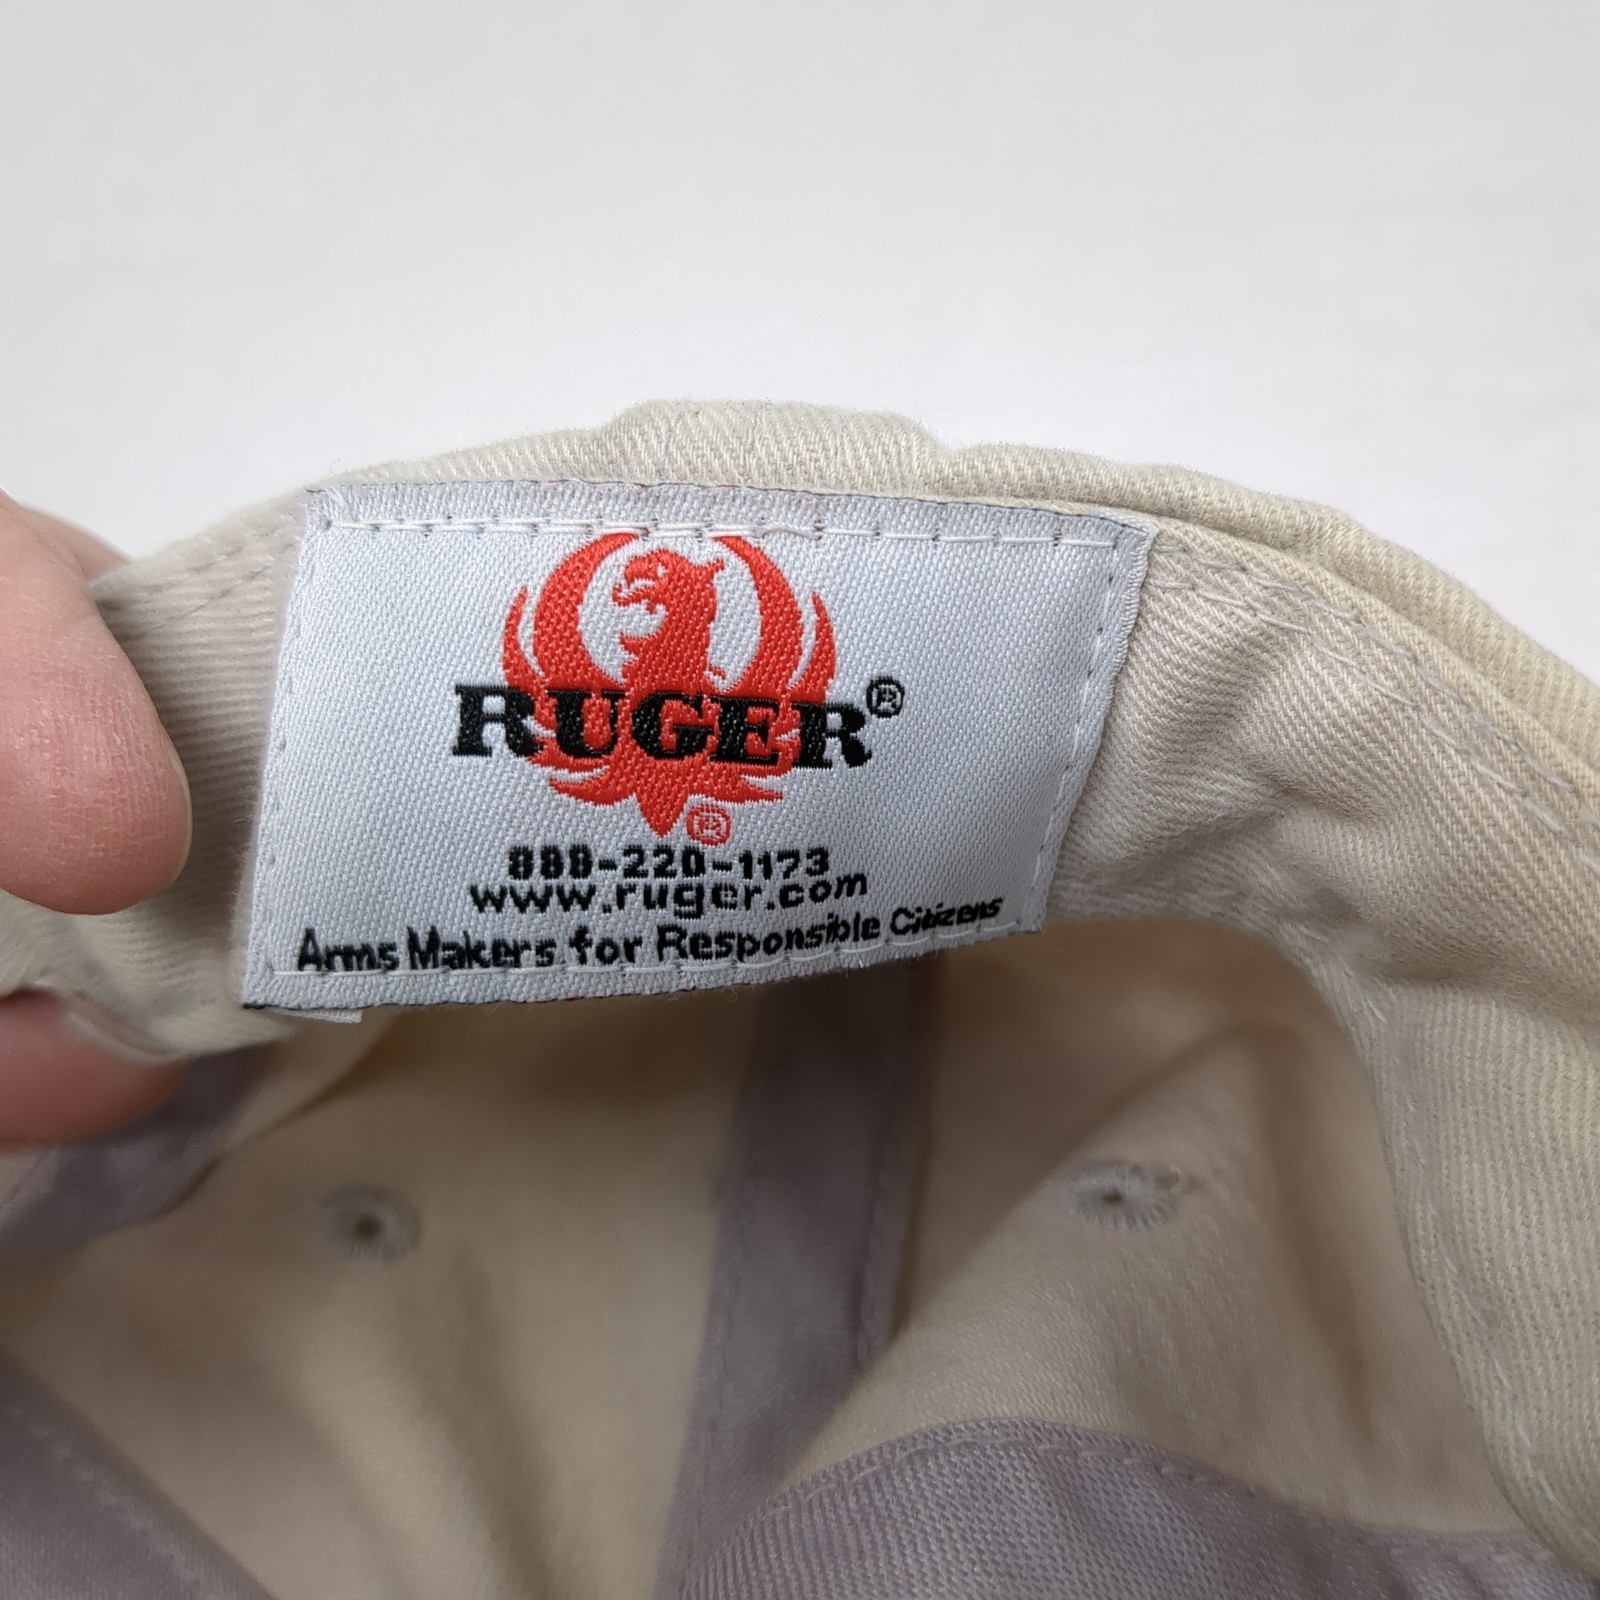 RUGER®
®
888-220-1173
www.ruger.com
Arms Makers for Responsible Citizens